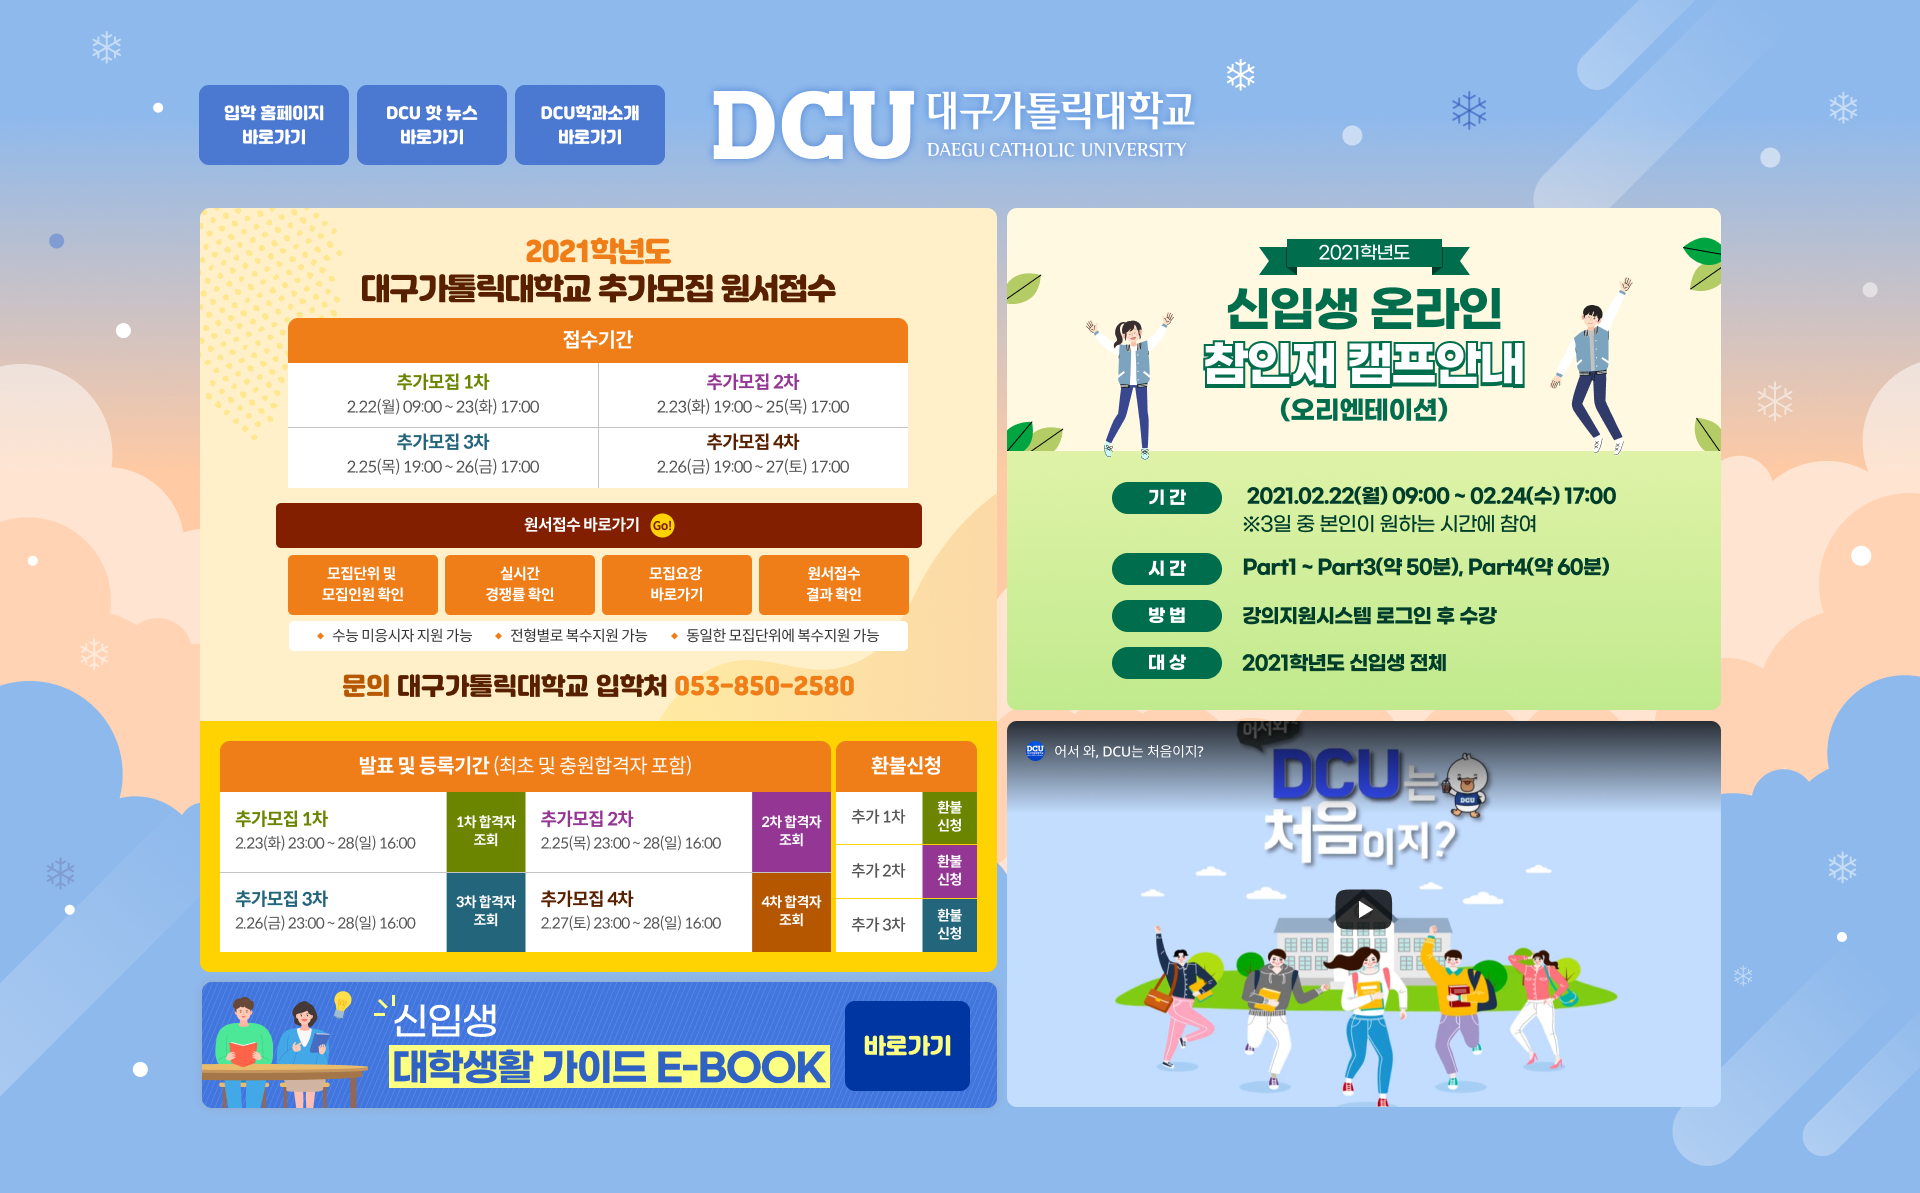 입학 홈페이지
바로가기
DCU 핫 뉴스
바로가기
DCU학과소개
바로가기
DCU 대구가톨릭대학교
DAEGU CATHOLIC UNIVERSITY
2021학년도
대구가톨릭대학교 추가모집 원서접수
접수기간
추가모집 1차
2.22(월) 09:00 ~ 23(화) 17:00
추가모집 2차
2.23(화) 19:00 ~ 25(목) 17:00
추가모집 3차
2.25(목) 19:00 ~ 26(금) 17:00
추가모집 4차
2.26(금) 19:00 ~ 27(토) 17:00
원서접수 바로가기 Go!
모집단위 및
모집인원 확인
실시간
경쟁률 확인
모집요강
바로가기
원서접수
결과 확인
수능 미응시자 지원 가능
전형별로 복수지원 가능
동일한 모집단위에 복수지원 가능
문의 대구가톨릭대학교 입학처 053-850-2580
발표 및 등록기간 (최초 및 충원합격자 포함)
추가모집 1차
2.23(화) 23:00 ~ 28(일) 16:00
1차 합격자
조회
추가모집 2차
2.25(목) 23:00 ~ 28(일) 16:00
2차 합격자
조회
추가모집 3차
2.26(금) 23:00 ~ 28(일) 16:00
3차 합격자
조회
추가모집 4차
2.27(토) 23:00 ~ 28(일) 16:00
4차 합격자
조회
환불신청
추가 1차
환불
신청
추가 2차
환불
신청
추가 3차
환불
신청
신입생
대학생활 가이드 E-BOOK
바로가기
2021학년도
신입생 온라인
참인재 캠프안내
(오리엔테이션)
기 간
2021.02.22(월) 09:00 ~ 02.24(수) 17:00
※3일 중 본인이 원하는 시간에 참여
시 간
Part1 ~ Part3(약 50분), Part4(약 60분)
방 법
강의지원시스템 로그인 후 수강
대 상
2021학년도 신입생 전체
DCU
어서 와, DCU는 처음이지?
어서와~
DCU는
처음이지?
DCU